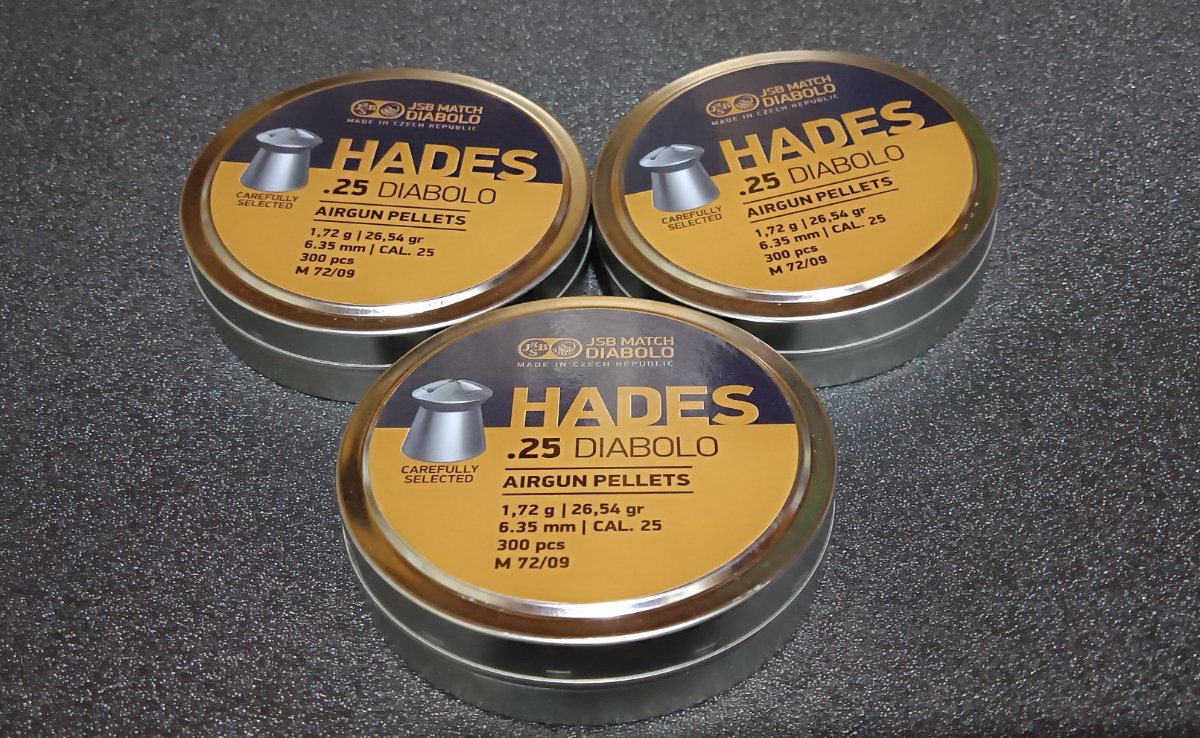 JSB JSB MATCH
DIABOLO
MADE IN CZECH REPUBLIC
HADES
.25 DIABOLO
CAREFULLY
SELECTED
AIRGUN PELLETS
1,72 g | 26,54 gr
6.35 mm | CAL. 25
300 pcs
M 72/09
JSB JSB MATCH
DIABOLO
MADE IN CZECH REPUBLIC
HADES
.25 DIABOLO
CAREFULLY
SELECTED
AIRGUN PELLETS
1,72 g | 26,54 gr
6.35 mm | CAL. 25
300 pcs
M 72/09
JSB JSB MATCH
DIABOLO
MADE IN CZECH REPUBLIC
HADES
.25 DIABOLO
CAREFULLY
SELECTED
AIRGUN PELLETS
1,72 g | 26,54 gr
6.35 mm | CAL. 25
300 pcs
M 72/09